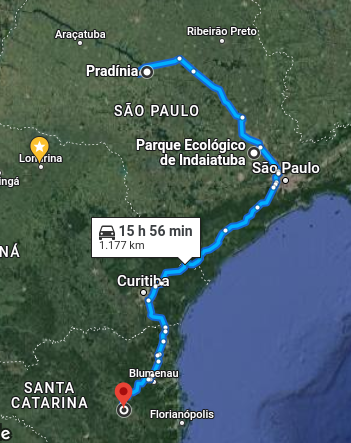 Araçatuba
Ribeirão Preto
Pradínia
SÃO PAULO
Parque Ecológico
de Indaiatuba
Londrina
São Paulo
ngá
15 h 56 min
1.177 km
NÁ
Curitiba
Blumenau
SANTA
CATARINA
Florianópolis
e